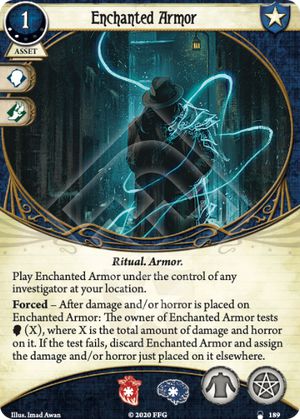 Enchanted Armor
1
ASSET
Ritual. Armor.
Play Enchanted Armor under the control of any
investigator at your location.
Forced – After damage and/or horror is placed on
Enchanted Armor: The owner of Enchanted Armor tests
(X), where X is the total amount of damage and horror
on it. If the test fails, discard Enchanted Armor and assign
the damage and/or horror just placed on it elsewhere.
Illus. Imad Awan
© 2020 FFG
189